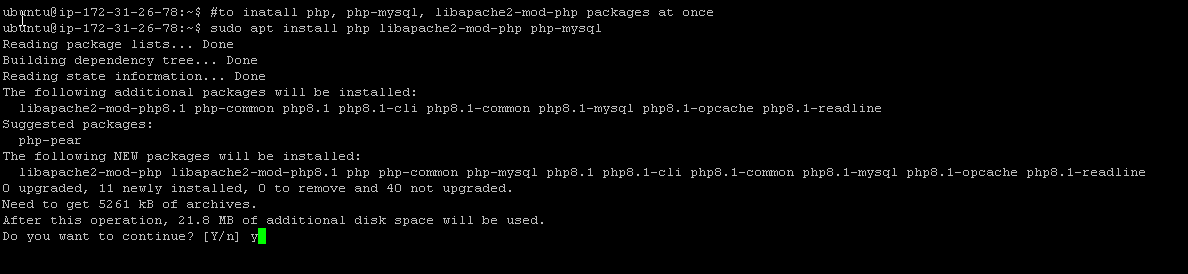 ubuntu@ip-172-31-26-78:~$ #to inatall php, php-mysql, libapache2-mod-php packages at once
ubuntu@ip-172-31-26-78:~$ sudo apt install php libapache2-mod-php php-mysql
Reading package lists... Done
Building dependency tree... Done
Reading state information... Done
The following additional packages will be installed:
  libapache2-mod-php8.1 php-common php8.1 php8.1-cli php8.1-common php8.1-mysql php8.1-opcache php8.1-readline
Suggested packages:
  php-pear
The following NEW packages will be installed:
  libapache2-mod-php libapache2-mod-php8.1 php php-common php-mysql php8.1 php8.1-cli php8.1-common php8.1-mysql php8.1-opcache php8.1-readline
0 upgraded, 11 newly installed, 0 to remove and 40 not upgraded.
Need to get 5261 kB of archives.
After this operation, 21.8 MB of additional disk space will be used.
Do you want to continue? [Y/n] y